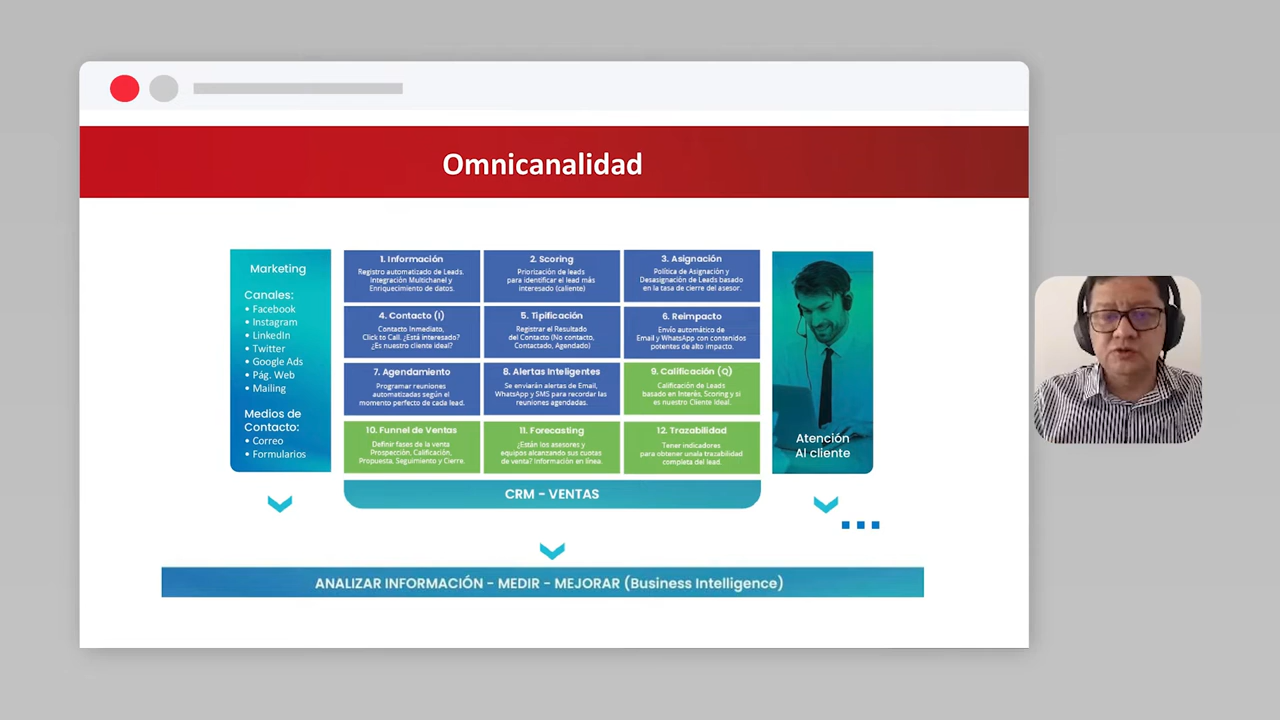 Omnicanalidad
Marketing
Canales:
• Facebook
• Instagram
• LinkedIn
• Twitter
• Google Ads
• Pág. Web
• Mailing
Medios de
Contacto:
• Correo
• Formularios
1. Información
Registro automatizado de Leads.
Integración Multichanel y
Enriquecimiento de datos.
2. Scoring
Priorización de leads
para identificar el lead más
interesado (caliente)
3. Asignación
Política de Asignación y
Desasignación de Leads basado
en la tasa de cierre del asesor.
4. Contacto (I)
Contacto Inmediato,
Click to Call. ¿Está interesado?
¿Es nuestro cliente ideal?
5. Tipificación
Registrar el Resultado
del Contacto (No contacto,
Contactado, Agendado)
6. Reimpacto
Envío automático de
Email y WhatsApp con contenidos
potentes de alto impacto.
7. Agendamiento
Programar reuniones
automatizadas según el
momento perfecto de cada lead.
8. Alertas Inteligentes
Se enviarán alertas de Email,
WhatsApp y SMS para recordar las
reuniones agendadas.
9. Calificación (Q)
Calificación de Leads
basado en Interés, Scoring y si
es nuestro Cliente Ideal.
10. Funnel de Ventas
Definir fases de la venta
Prospección, Calificación,
Propuesta, Seguimiento y Cierre.
11. Forecasting
¿Están los asesores y
equipos alcanzando sus cuotas
de venta? Información en línea.
12. Trazabilidad
Tener indicadores
para obtener unala trazabilidad
completa del lead.
CRM - VENTAS
Atención
Al cliente
ANALIZAR INFORMACIÓN - MEDIR - MEJORAR (Business Intelligence)